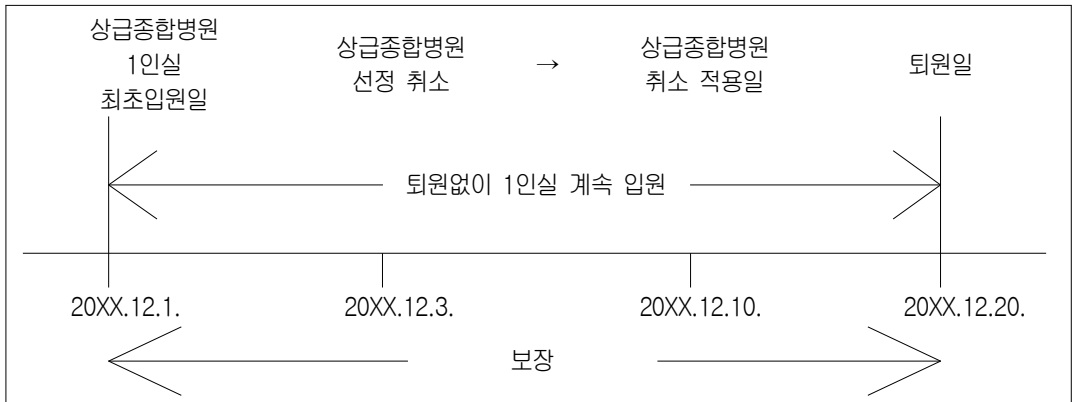 상급종합병원
1인실
최초입원일
상급종합병원
선정 취소
→
상급종합병원
취소 적용일
퇴원일
퇴원없이 1인실 계속 입원
20XX.12.1.
20XX.12.3.
20XX.12.10.
20XX.12.20.
보장